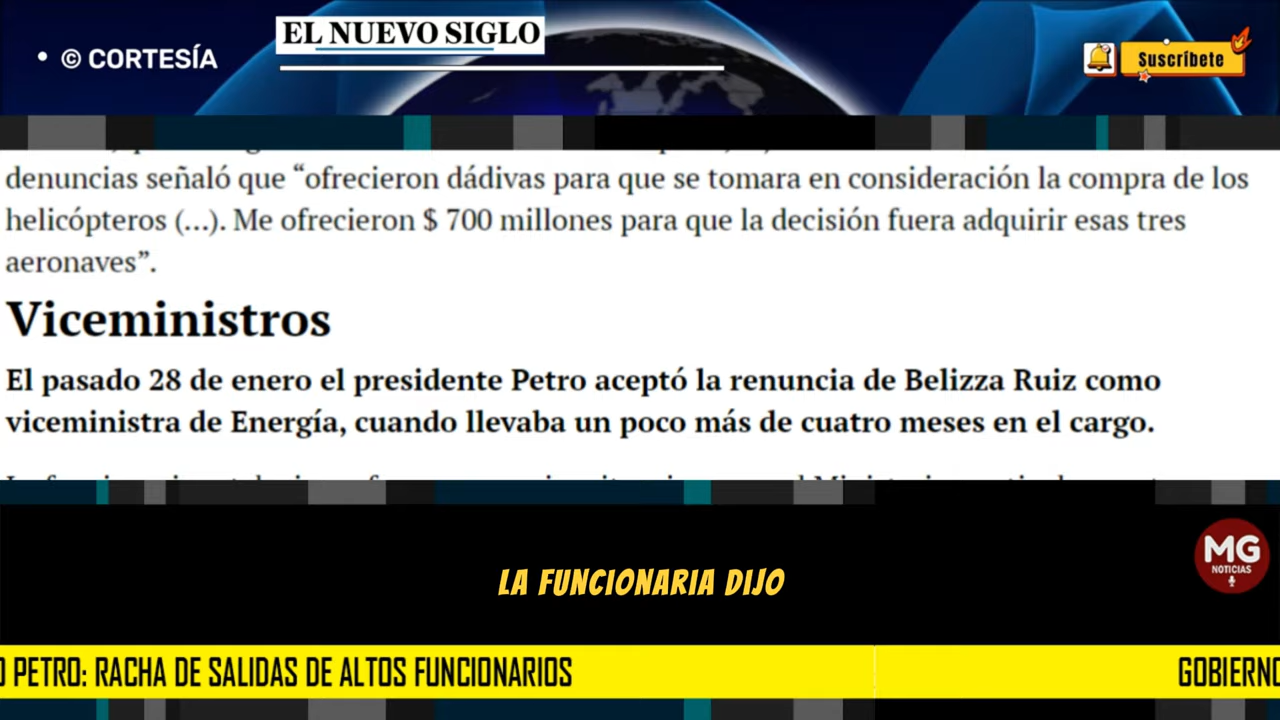 • © CORTESÍA
EL NUEVO SIGLO
Suscríbete
denuncias señaló que “ofrecieron dádivas para que se tomara en consideración la compra de los
helicópteros (...). Me ofrecieron $ 700 millones para que la decisión fuera adquirir esas tres
aeronaves”.
Viceministros
El pasado 28 de enero el presidente Petro aceptó la renuncia de Belizza Ruiz como
viceministra de Energía, cuando llevaba un poco más de cuatro meses en el cargo.
MG
NOTICIAS
LA FUNCIONARIA DIJO
O PETRO: RACHA DE SALIDAS DE ALTOS FUNCIONARIOS GOBIERNO